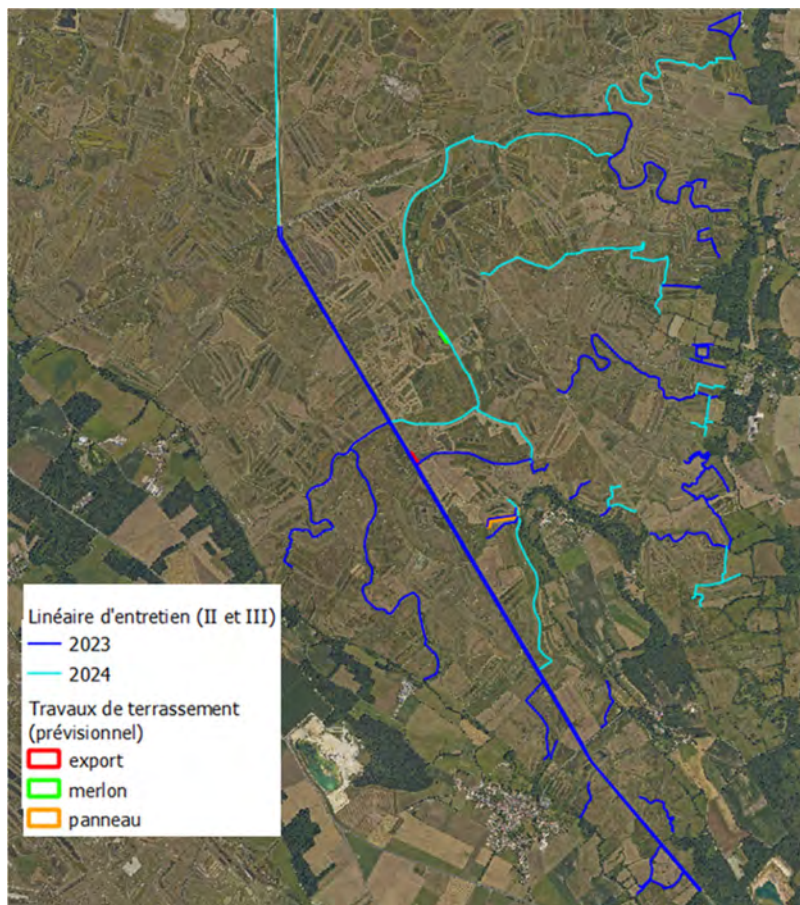 Linéaire d'entretien (II et III)
2023
2024
Travaux de terrassement
(prévisionnel)
export
merlon
panneau